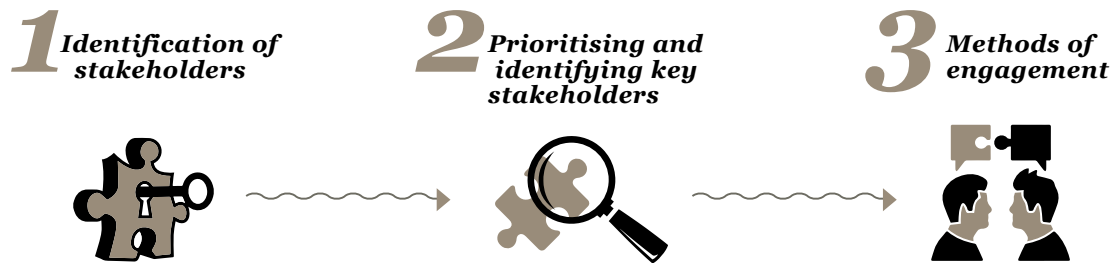 1 Identification of
stakeholders
2 Prioritising and
identifying key
stakeholders
3 Methods of
engagement